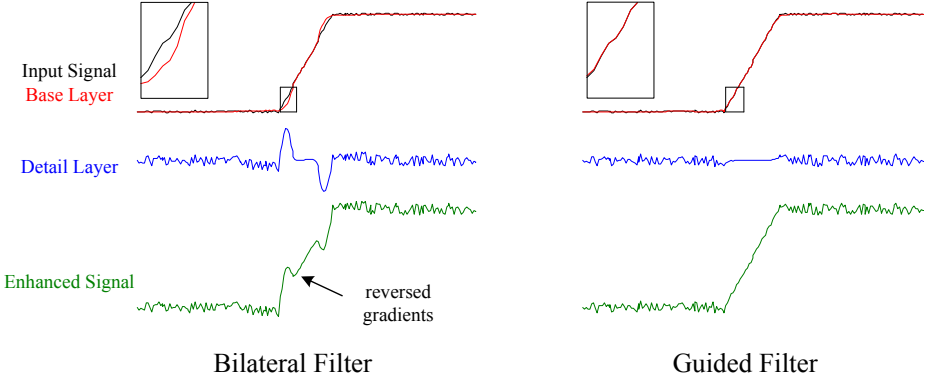 Input Signal
Base Layer
Detail Layer
Enhanced Signal
reversed
gradients
Bilateral Filter
Guided Filter